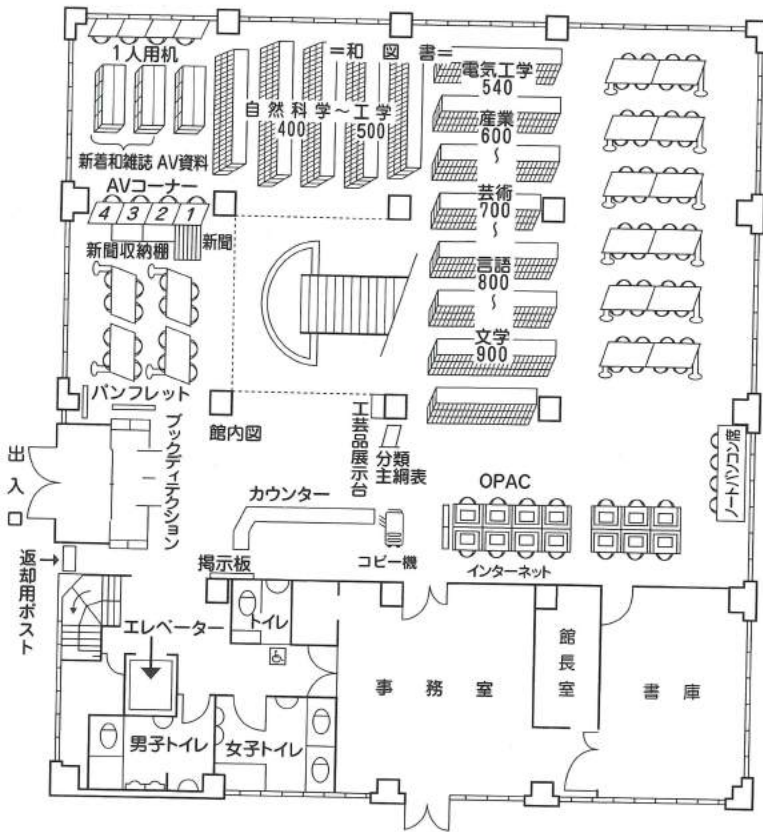 1人用机
=和図書=
自然科学～工学
400 500
電気工学
540
産業
600
～
芸術
700
～
言語
800
～
文学
900
新着和雑誌 AV資料
AVコーナー
4 3 2 1
新聞収納棚
新聞
パンフレット
館内図
工芸品展示台
分類
主綱表
ブックディテクション
出入口
カウンター
OPAC
ノートパソコン席
返却用ポスト
掲示板
コピー機
インターネット
エレベーター
トイレ
事務室
館長室
書庫
男子トイレ
女子トイレ